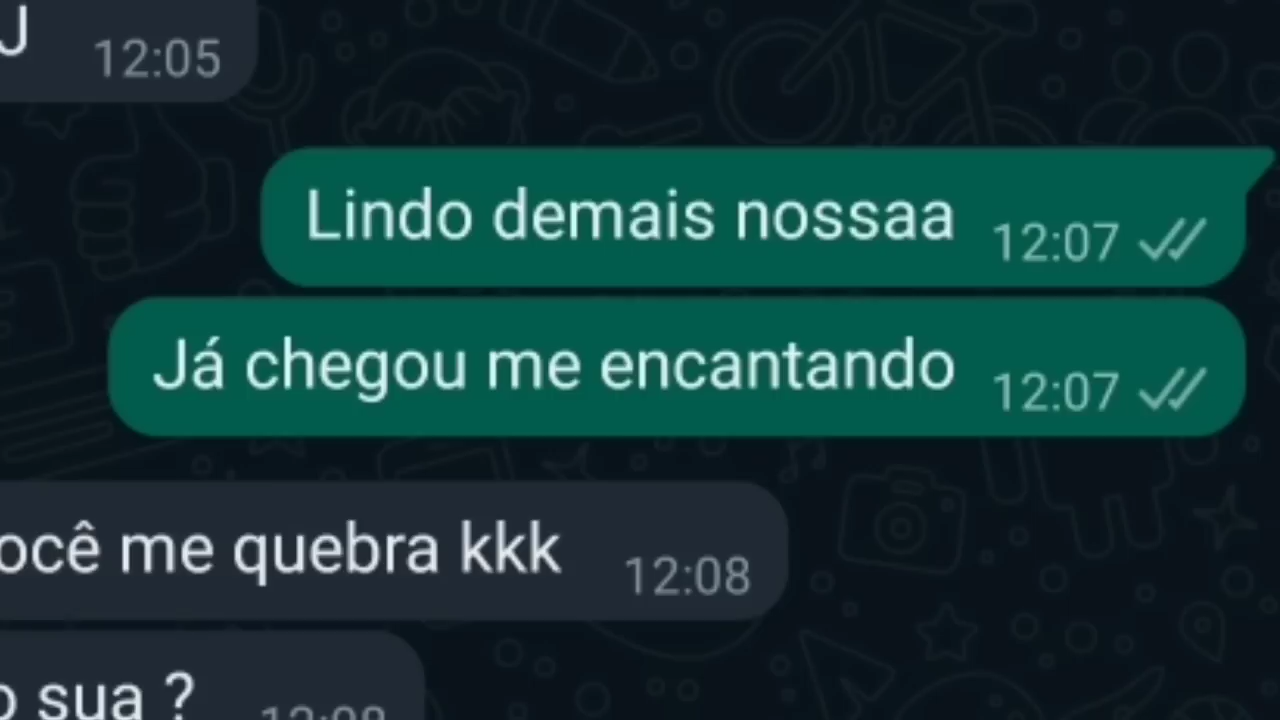 12:05
Lindo demais nossaa 12:07
Já chegou me encantando 12:07
me quebra kkk 12:08
sua ?